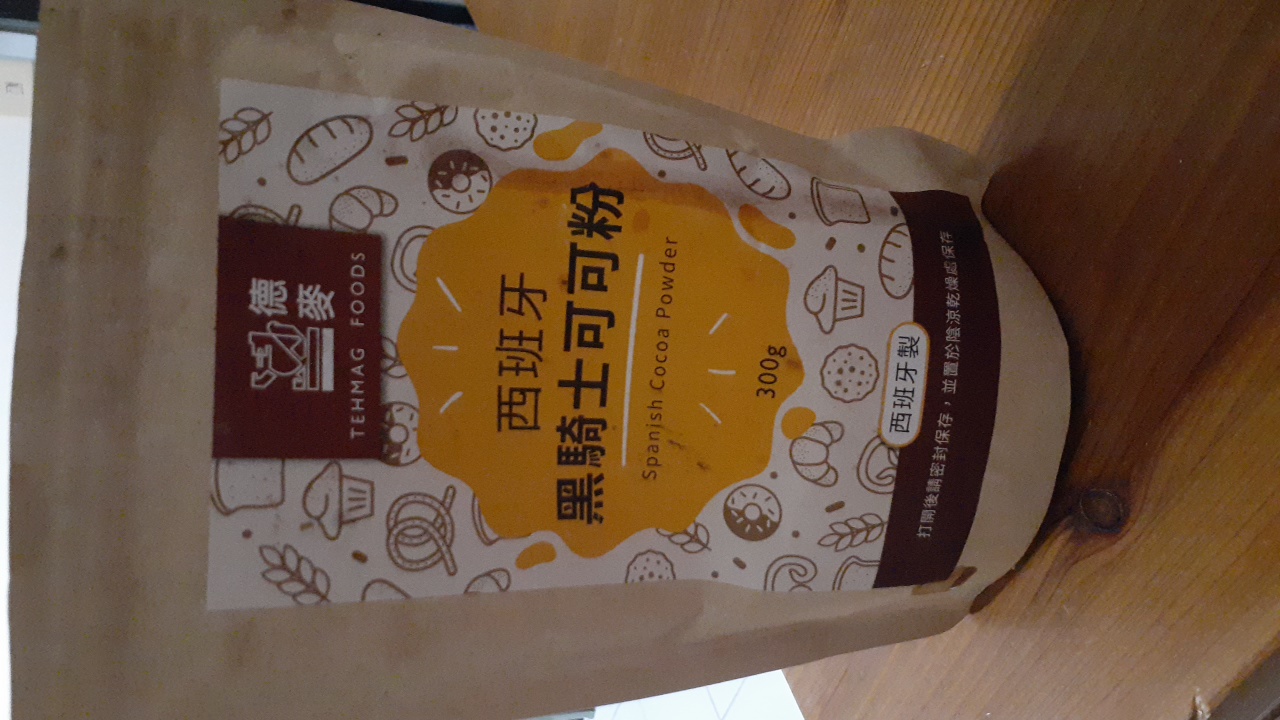 德麥
TEHMAG FOODS
西班牙
黑騎士可可粉
Spanish Cocoa Powder
300g
西班牙製
打開後請密封保存，並置於陰涼乾燥處保存